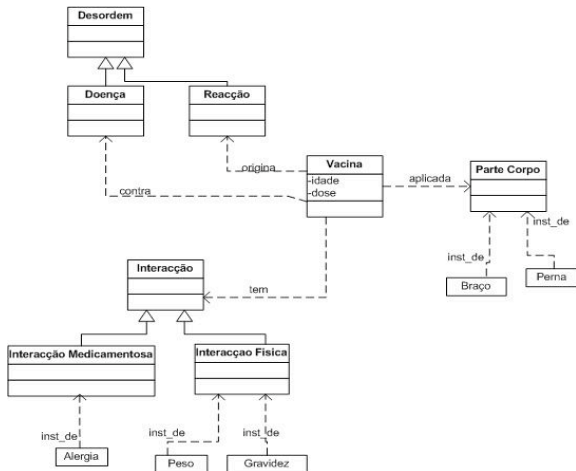 Desordem
Doença
Reacção
origina
contra
Vacina
-idade
-dose
aplicada
Parte Corpo
inst_de
inst_de
Braço
Perna
Interacção
tem
Interacção Medicamentosa
Interacçao Fisica
inst_de
inst_de
inst_de
Alergia
Peso
Gravidez